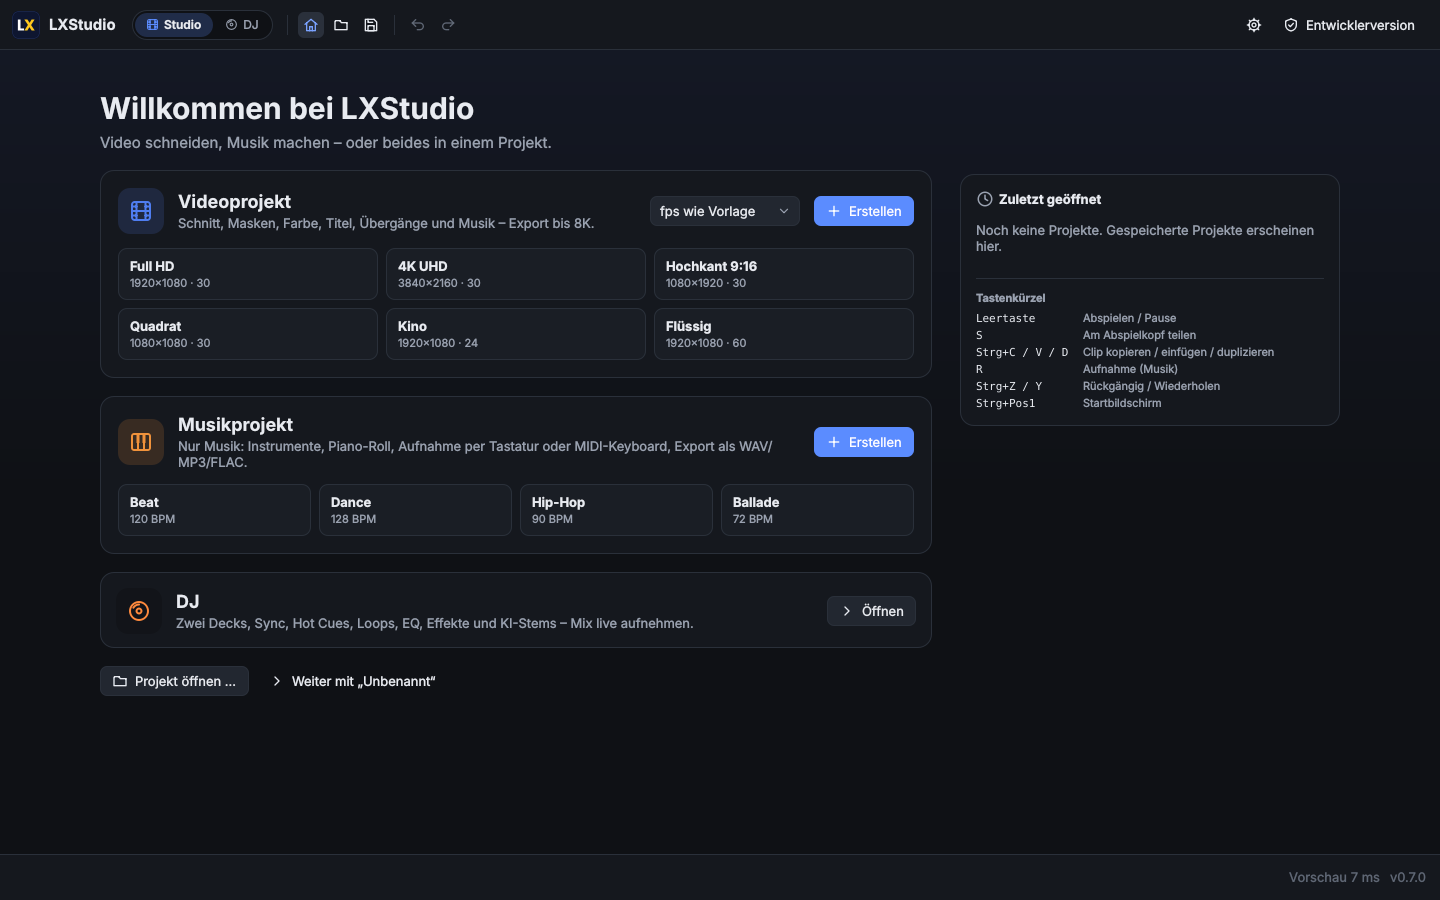 LX LXStudio Studio DJ Entwicklerversion
Willkommen bei LXStudio
Video schneiden, Musik machen – oder beides in einem Projekt.
Videoprojekt
Schnitt, Masken, Farbe, Titel, Übergänge und Musik – Export bis 8K.
fps wie Vorlage
Erstellen
Full HD
1920×1080 · 30
4K UHD
3840×2160 · 30
Hochkant 9:16
1080×1920 · 30
Quadrat
1080×1080 · 30
Kino
1920×1080 · 24
Flüssig
1920×1080 · 60
Musikprojekt
Nur Musik: Instrumente, Piano-Roll, Aufnahme per Tastatur oder MIDI-Keyboard, Export als WAV/
MP3/FLAC.
Erstellen
Beat
120 BPM
Dance
128 BPM
Hip-Hop
90 BPM
Ballade
72 BPM
DJ
Zwei Decks, Sync, Hot Cues, Loops, EQ, Effekte und KI-Stems – Mix live aufnehmen.
Öffnen
Projekt öffnen ...
Weiter mit „Unbenannt“
Zuletzt geöffnet
Noch keine Projekte. Gespeicherte Projekte erscheinen
hier.
Tastenkürzel
Leertaste Abspielen / Pause
S Am Abspielkopf teilen
Strg+C / V / D Clip kopieren / einfügen / duplizieren
R Aufnahme (Musik)
Strg+Z / Y Rückgängig / Wiederholen
Strg+Pos1 Startbildschirm
Vorschau 7 ms v0.7.0